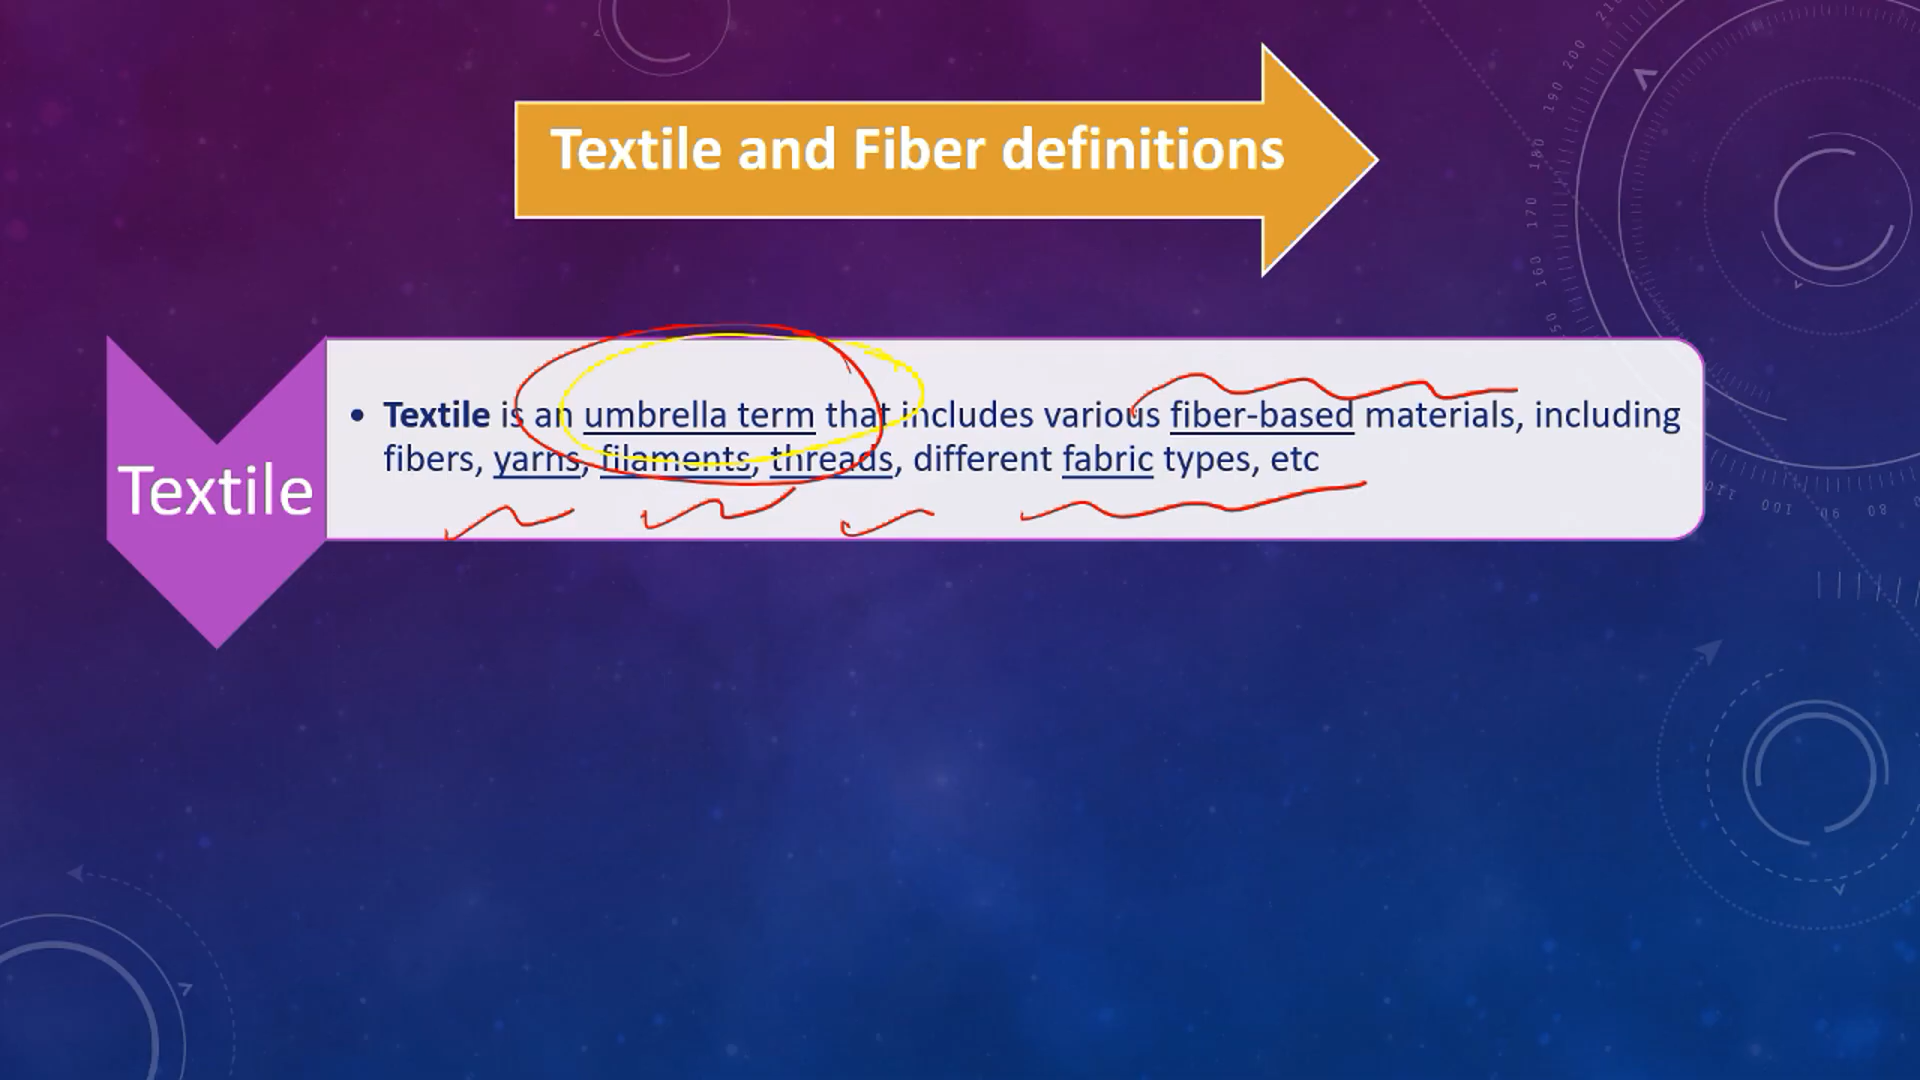 Textile and Fiber definitions
Textile
• Textile is an umbrella term that includes various fiber-based materials, including
fibers, yarns, filaments, threads, different fabric types, etc